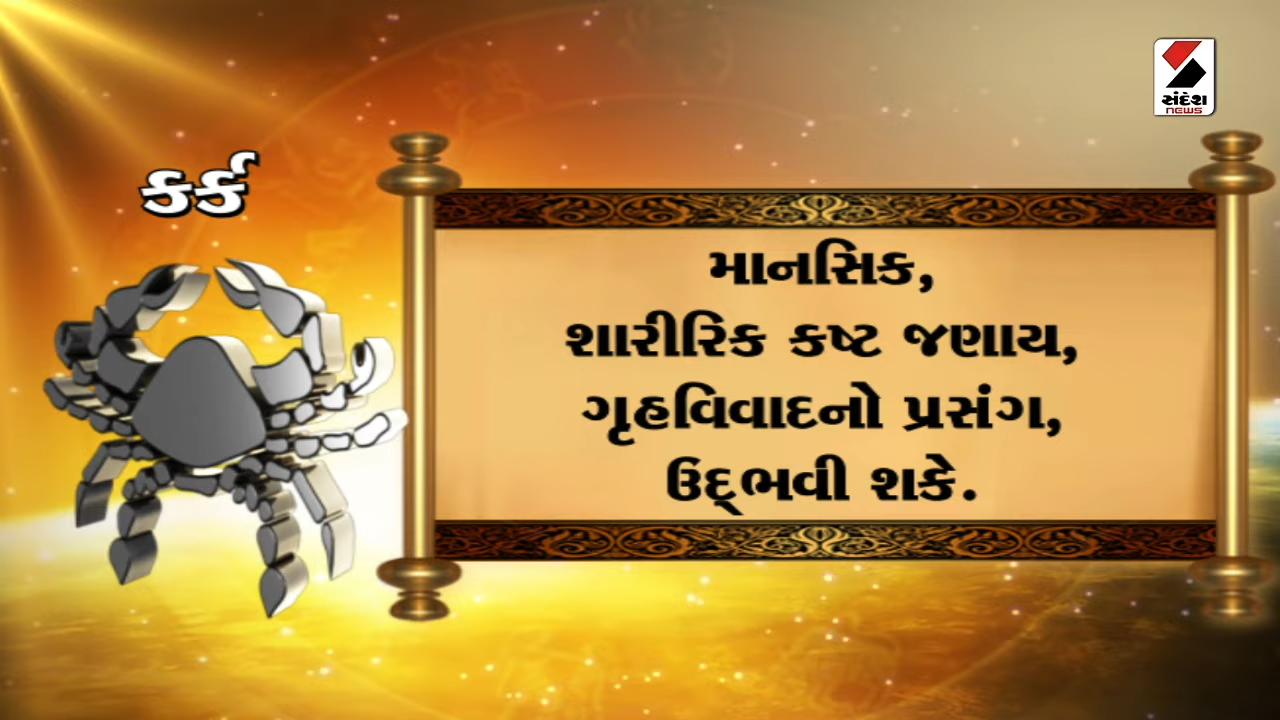 સંદેશ
NEWS
કર્ક
માનસિક,
શારીરિક કષ્ટ જણાય,
ગૃહવિવાદનો પ્રસંગ,
ઉદ્‌ભવી શકે.